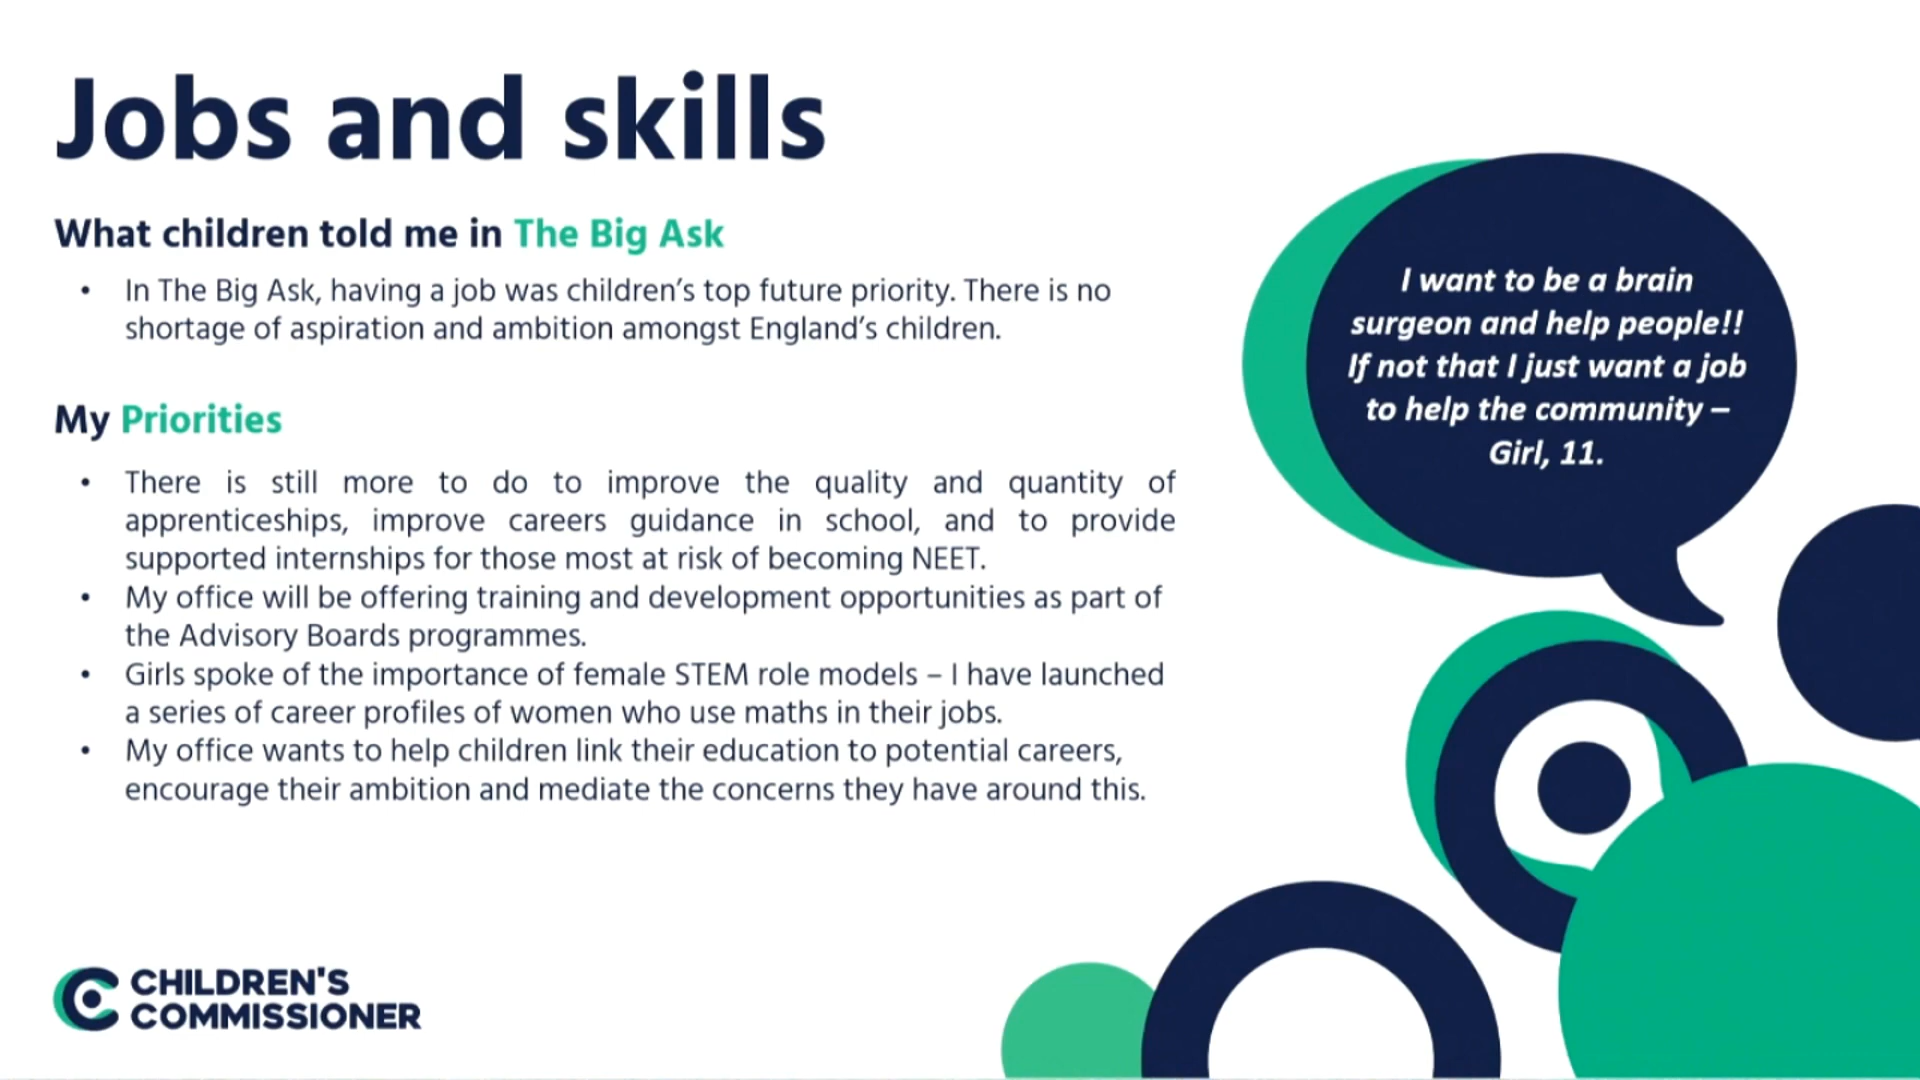 Jobs and skills
What children told me in The Big Ask
• In The Big Ask, having a job was children’s top future priority. There is no
shortage of aspiration and ambition amongst England’s children.
My Priorities
• There is still more to do to improve the quality and quantity of
apprenticeships, improve careers guidance in school, and to provide
supported internships for those most at risk of becoming NEET.
• My office will be offering training and development opportunities as part of
the Advisory Boards programmes.
• Girls spoke of the importance of female STEM role models – I have launched
a series of career profiles of women who use maths in their jobs.
• My office wants to help children link their education to potential careers,
encourage their ambition and mediate the concerns they have around this.
I want to be a brain
surgeon and help people!!
If not that I just want a job
to help the community –
Girl, 11.
CHILDREN'S
COMMISSIONER